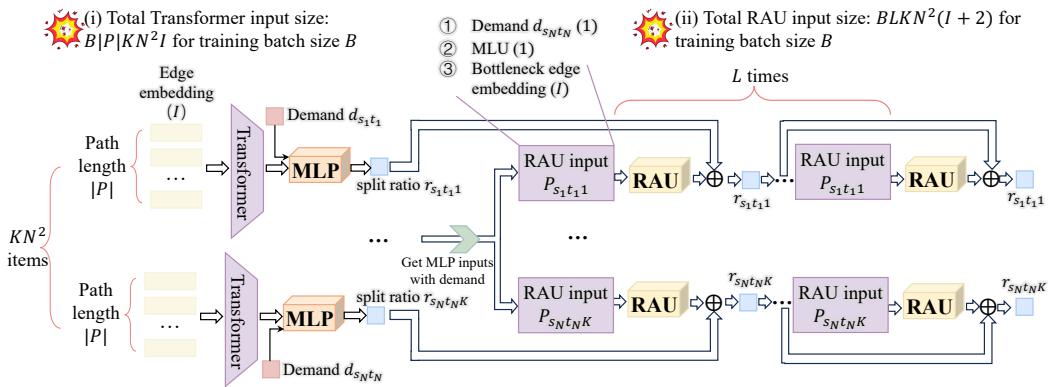 (i) Total Transformer input size:
B|P|KN²I for training batch size B
① Demand d_{s_N t_N} (1)
② MLU (1)
③ Bottleneck edge
embedding (I)
(ii) Total RAU input size: BLKN²(I + 2) for
training batch size B
L times
Edge
embedding
(I)
Path
length
|P|
...
Transformer
Demand d_{s_1 t_1}
MLP
split ratio r_{s_1 t_1 1}
RAU input
P_{s_1 t_1 1}
RAU
r_{s_1 t_1 1}
...
RAU input
P_{s_1 t_1 1}
RAU
r_{s_1 t_1 1}
KN²
items
...
Get MLP inputs
with demand
...
Path
length
|P|
...
Transformer
MLP
split ratio r_{s_N t_N K}
Demand d_{s_N t_N}
RAU input
P_{s_N t_N K}
RAU
r_{s_N t_N K}
...
RAU input
P_{s_N t_N K}
RAU
r_{s_N t_N K}